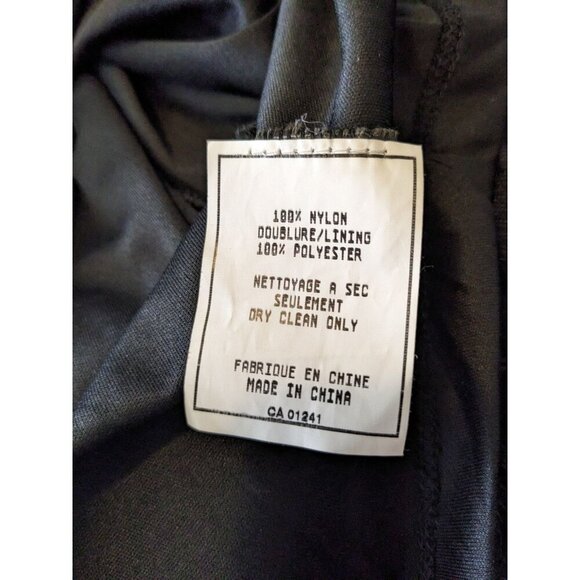 100% NYLON
DOUBLURE/LINING
100% POLYESTER
NETTOYAGE A SEC
SEULEMENT
DRY CLEAN ONLY
FABRIQUE EN CHINE
MADE IN CHINA
CA 01241